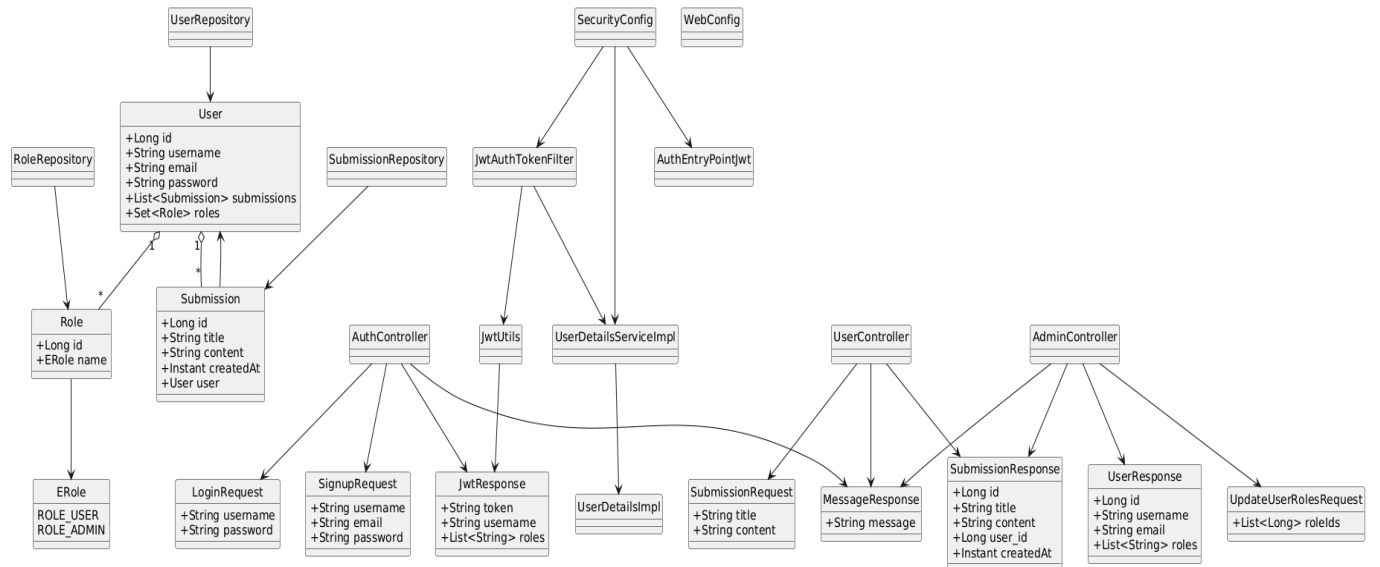 UserRepository
SecurityConfig
WebConfig
User
+Long id
+String username
+String email
+String password
+List<Submission> submissions
+Set<Role> roles
RoleRepository
SubmissionRepository
JwtAuthTokenFilter
AuthEntryPointJwt
1
1
*
*
Role
+Long id
+ERole name
Submission
+Long id
+String title
+String content
+Instant createdAt
+User user
AuthController
JwtUtils
UserDetailsServiceImpl
UserController
AdminController
ERole
ROLE_USER
ROLE_ADMIN
LoginRequest
+String username
+String password
SignupRequest
+String username
+String email
+String password
JwtResponse
+String token
+String username
+List<String> roles
UserDetailsImpl
SubmissionRequest
+String title
+String content
MessageResponse
+String message
SubmissionResponse
+Long id
+String title
+String content
+Long user_id
+Instant createdAt
UserResponse
+Long id
+String username
+String email
+List<String> roles
UpdateUserRolesRequest
+List<Long> roleIds